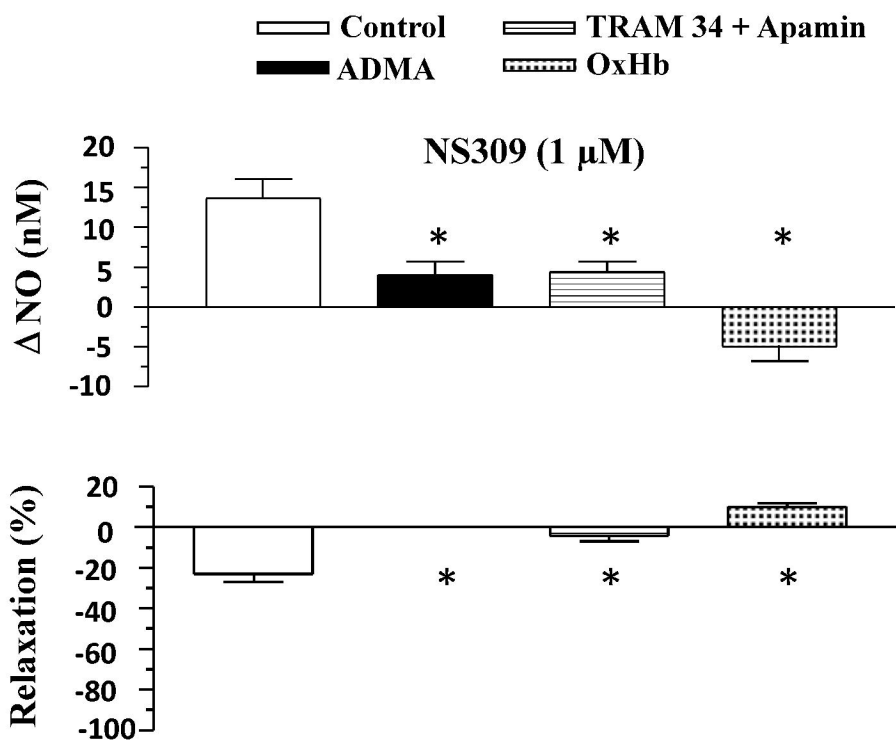 Control
TRAM 34 + Apamin
ADMA
OxHb
NS309 (1 μM)
Δ NO (nM)
20
15
10
5
0
-5
-10
*
*
*
Relaxation (%)
20
0
-20
-40
-60
-80
-100
*
*
*